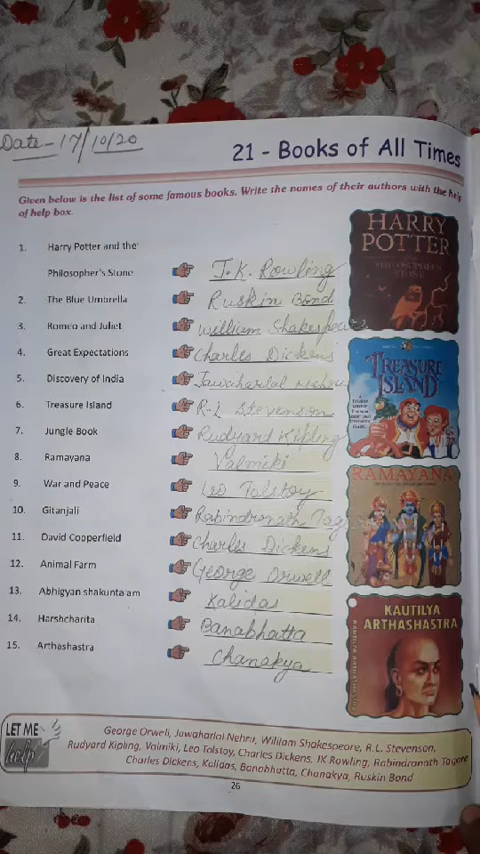 Date - 17/10/20
21 - Books of All Times
Given below is the list of some famous books. Write the names of their authors with the help
of help box.
1. Harry Potter and the
Philosopher's Stone J.K. Rowling
2. The Blue Umbrella Ruskin Bond
3. Romeo and Juliet William Shakespeare
4. Great Expectations Charles Dickens
5. Discovery of India Jawaharlal Nehru
6. Treasure Island R.L Stevenson
7. Jungle Book Rudyard Kipling
8. Ramayana Valmiki
9. War and Peace Leo Tolstoy
10. Gitanjali Rabindranath Tag
11. David Copperfield Charles Dickens
12. Animal Farm George Orwell
13. Abhigyan shakuntalam Kalidas
14. Harshcharita Banabhatta
15. Arthashastra Chanakya
HARRY
POTTER
PHILOSOPHER'S
STONE
TREASURE
ISLAND
RAMAYANA
KAUTILYA
ARTHASHASTRA
LET ME
help
George Orwell, Jawaharlal Nehru, William Shakespeare, R.L. Stevenson,
Rudyard Kipling, Valmiki, Leo Tolstoy, Charles Dickens, JK Rowling, Rabindranath Tagore
Charles Dickens, Kalidas, Banabhatta, Chanakya, Ruskin Bond
26